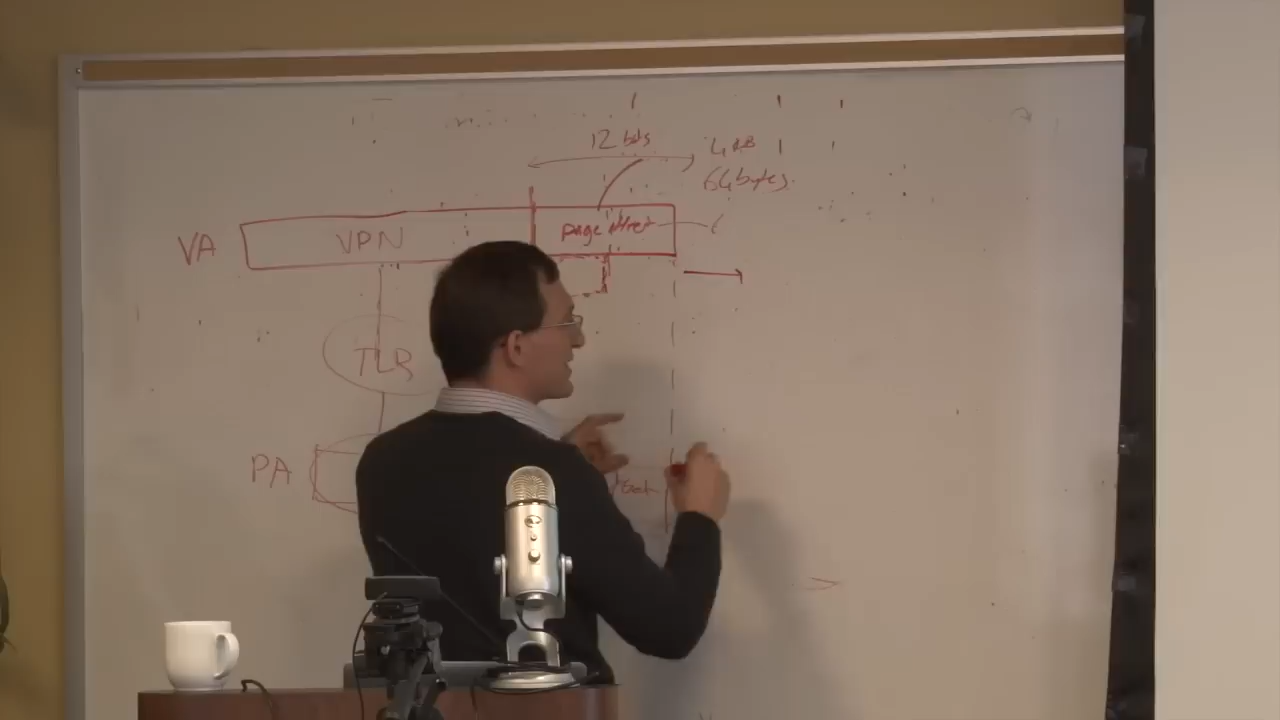 12 bits
4KB
64bytes
VA
VPN
page offset
TLB
PA